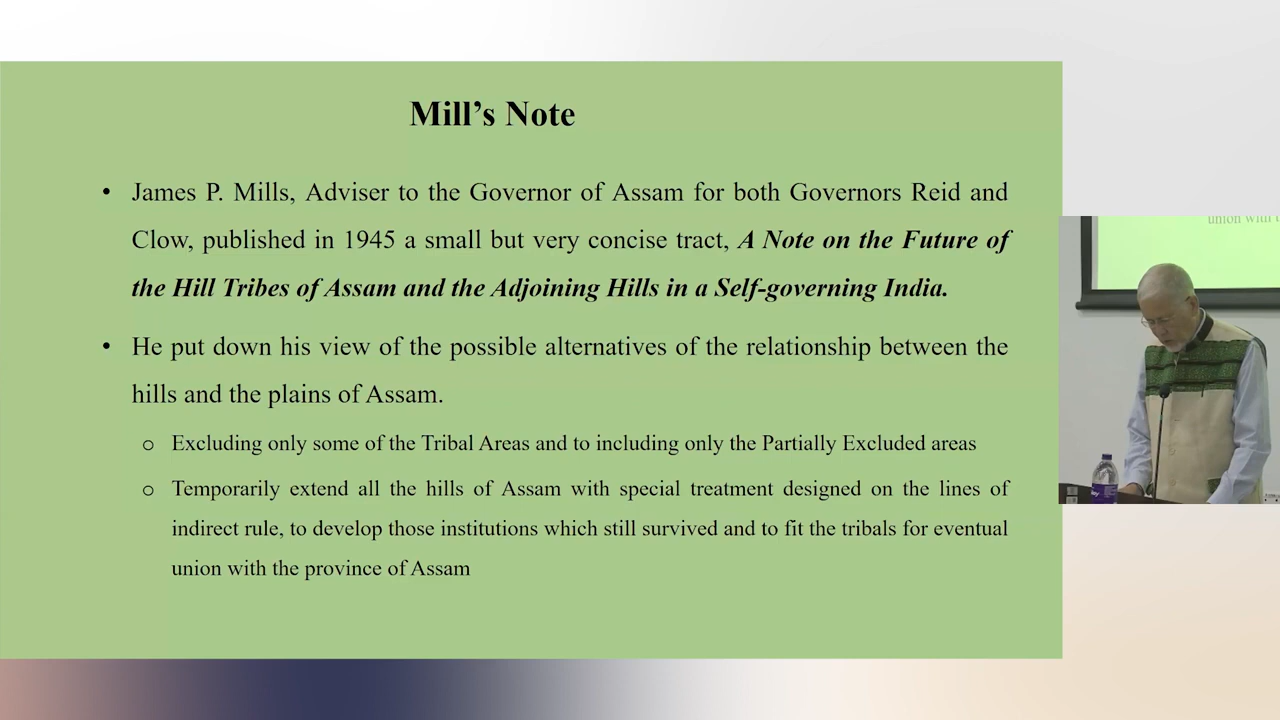 Mill’s Note
• James P. Mills, Adviser to the Governor of Assam for both Governors Reid and
Clow, published in 1945 a small but very concise tract, A Note on the Future of
the Hill Tribes of Assam and the Adjoining Hills in a Self-governing India.
• He put down his view of the possible alternatives of the relationship between the
hills and the plains of Assam.
o Excluding only some of the Tribal Areas and to including only the Partially Excluded areas
o Temporarily extend all the hills of Assam with special treatment designed on the lines of
indirect rule, to develop those institutions which still survived and to fit the tribals for eventual
union with the province of Assam
union with